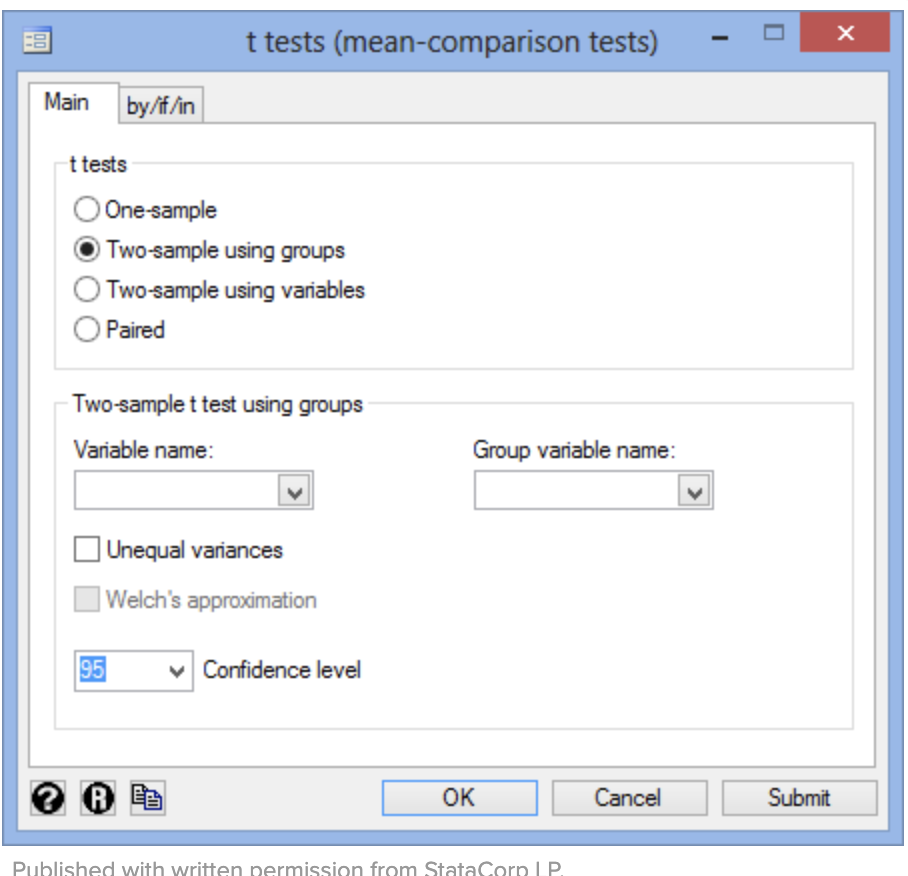 t tests (mean-comparison tests)
Main by/if/in
t tests
One-sample
Two-sample using groups
Two-sample using variables
Paired
Two-sample t test using groups
Variable name: Group variable name:
Unequal variances
Welch's approximation
95 Confidence level
? R OK Cancel Submit
Published with written permission from StataCorp LP.